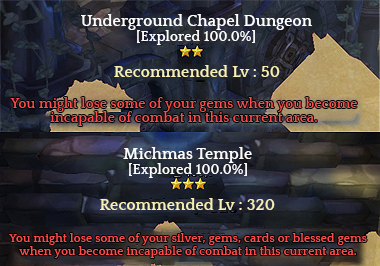 Underground Chapel Dungeon
[Explored 100.0%]
Recommended Lv : 50
You might lose some of your gems when you become
incapable of combat in this current area.
Michmas Temple
[Explored 100.0%]
Recommended Lv : 320
You might lose some of your silver, gems, cards or blessed gems
when you become incapable of combat in this current area.